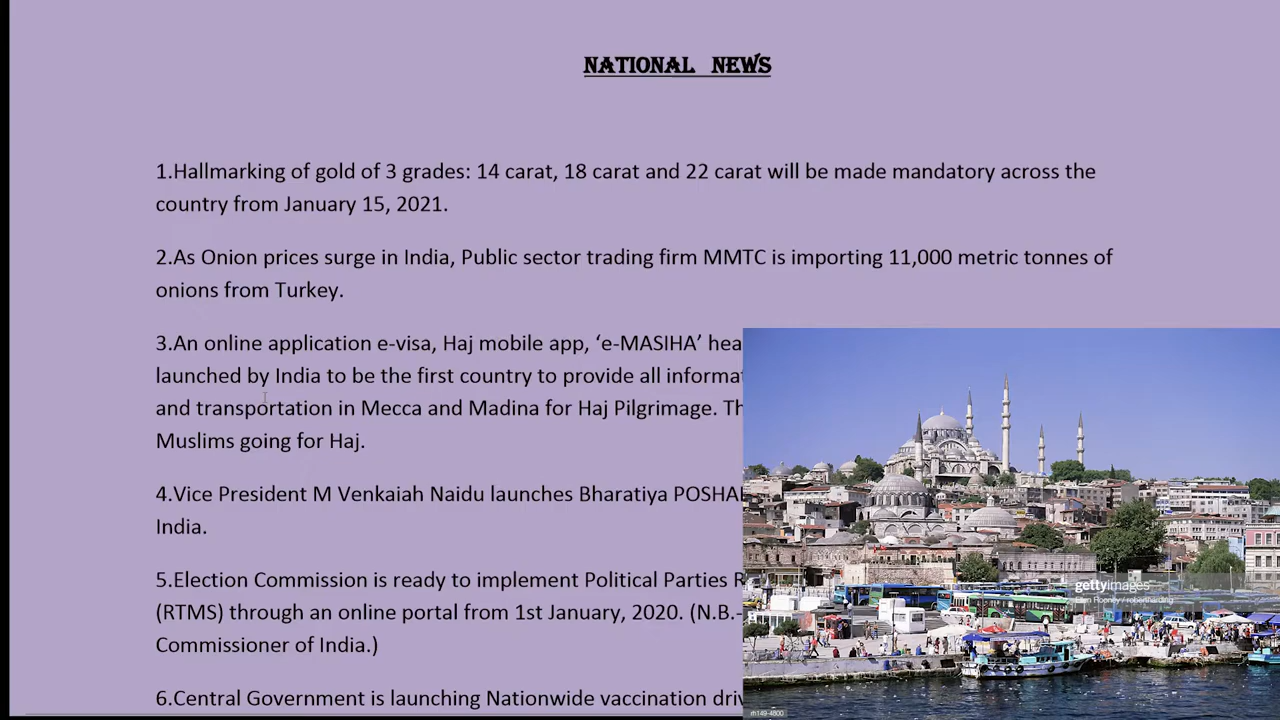 NATIONAL NEWS
1.Hallmarking of gold of 3 grades: 14 carat, 18 carat and 22 carat will be made mandatory across the
country from January 15, 2021.
2.As Onion prices surge in India, Public sector trading firm MMTC is importing 11,000 metric tonnes of
onions from Turkey.
3.An online application e-visa, Haj mobile app, ‘e-MASIHA’ hea
launched by India to be the first country to provide all informat
and transportation in Mecca and Madina for Haj Pilgrimage. Th
Muslims going for Haj.
4.Vice President M Venkaiah Naidu launches Bharatiya POSHA
India.
5.Election Commission is ready to implement Political Parties R
(RTMS) through an online portal from 1st January, 2020. (N.B.-
Commissioner of India.)
6.Central Government is launching Nationwide vaccination driv
gettyimages
rh149-4600